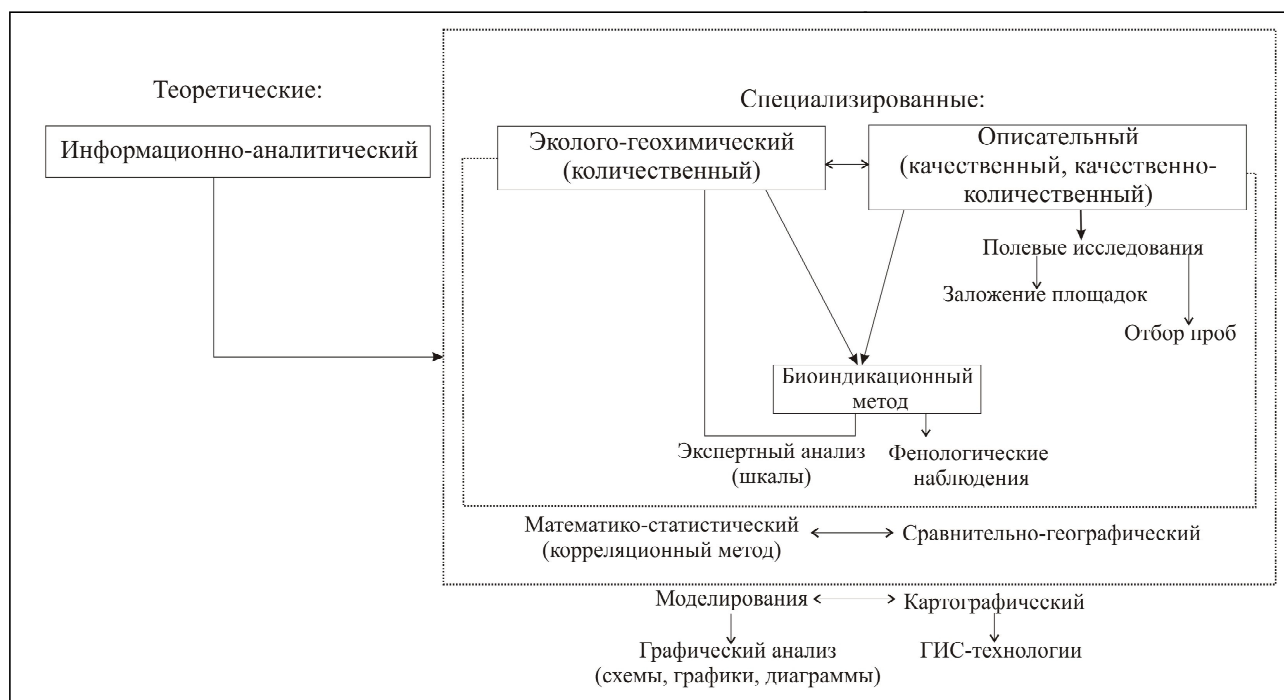 Теоретические:
Информационно-аналитический
Специализированные:
Эколого-геохимический
(количественный)
Описательный
(качественный, качественно-
количественный)
Полевые исследования
Заложение площадок
Отбор проб
Биоиндикационный
метод
Экспертный анализ
(шкалы)
Фенологические
наблюдения
Математико-статистический
(корреляционный метод)
Сравнительно-географический
Моделирования
Картографический
Графический анализ
(схемы, графики, диаграммы)
ГИС-технологии